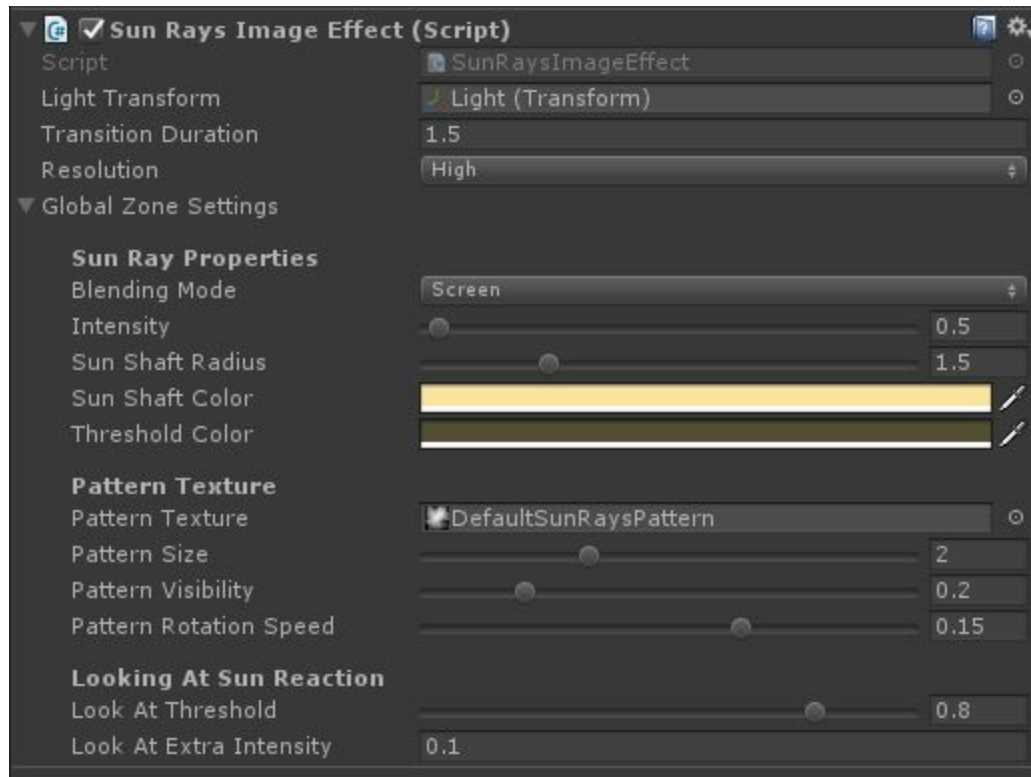 Sun Rays Image Effect (Script)
Script SunRaysImageEffect
Light Transform Light (Transform)
Transition Duration 1.5
Resolution High
Global Zone Settings
Sun Ray Properties
Blending Mode Screen
Intensity 0.5
Sun Shaft Radius 1.5
Sun Shaft Color
Threshold Color
Pattern Texture
Pattern Texture DefaultSunRaysPattern
Pattern Size 2
Pattern Visibility 0.2
Pattern Rotation Speed 0.15
Looking At Sun Reaction
Look At Threshold 0.8
Look At Extra Intensity 0.1